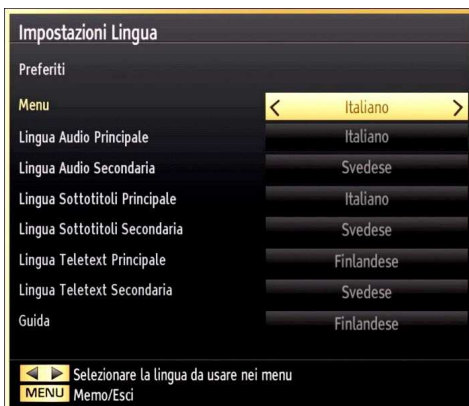 Impostazioni Lingua
Preferiti
Menu Italiano
Lingua Audio Principale Italiano
Lingua Audio Secondaria Svedese
Lingua Sottotitoli Principale Italiano
Lingua Sottotitoli Secondaria Svedese
Lingua Teletext Principale Finlandese
Lingua Teletext Secondaria Svedese
Guida Finlandese
Selezionare la lingua da usare nei menu
MENU Memo/Esci